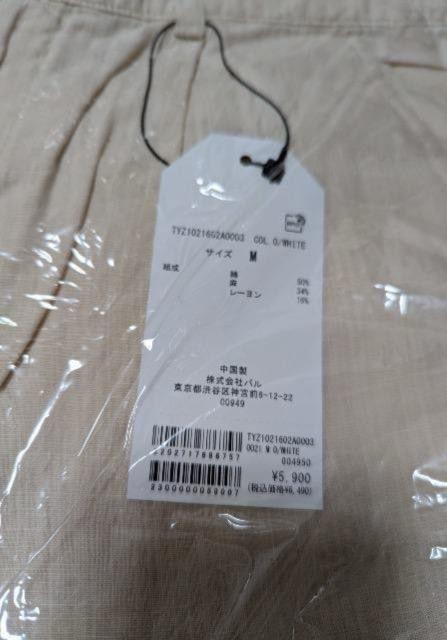 TYZ1021602A0003 COL.O/WHITE
サイズ M
組成 綿 50%
麻 34%
レーヨン 16%
中国製
株式会社パル
東京都渋谷区神宮前6-12-22
00949
TYZ1021602A0003
0021 M O/WHITE
004950
¥5,900
(税込価格¥6,490)
2300000059007